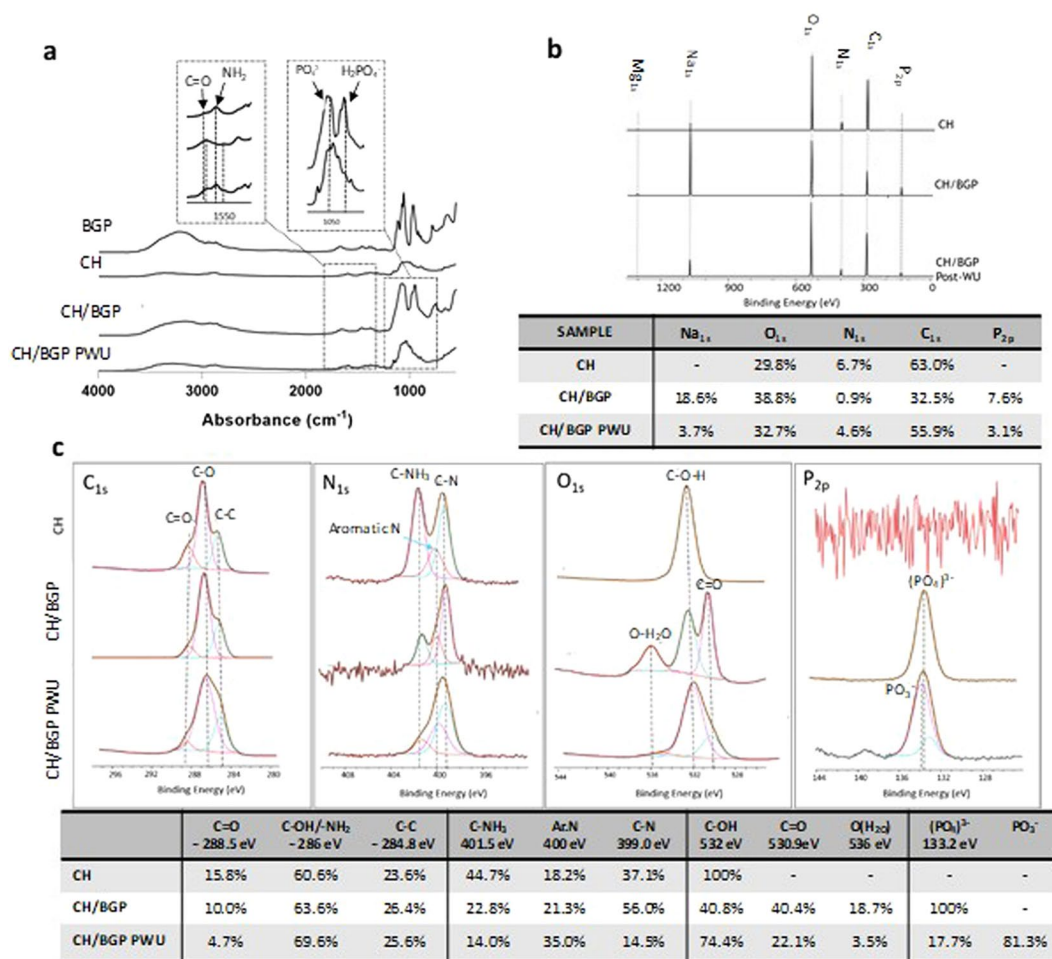 a
C=O
NH₂
PO₄³⁻
H₂PO₄⁻
1550
1050
BGP
CH
CH/BGP
CH/BGP PWU
4000 3000 2000 1000
Absorbance (cm⁻¹)
b
Mg₁ₛ Na₁ₛ O₁ₛ N₁ₛ C₁ₛ P₂ₚ
CH
CH/BGP
CH/BGP
Post-WU
1200 900 600 300 0
Binding Energy (eV)
SAMPLE Na₁ₛ O₁ₛ N₁ₛ C₁ₛ P₂ₚ
CH - 29.8% 6.7% 63.0% -
CH/BGP 18.6% 38.8% 0.9% 32.5% 7.6%
CH/BGP PWU 3.7% 32.7% 4.6% 55.9% 3.1%
c
CH
CH/BGP
CH/BGP PWU
C₁ₛ
C-O
C=O
C-C
296 292 288 284 280
Binding Energy (eV)
N₁ₛ
C-NH₃
C-N
Aromatic N
408 404 400 396
Binding Energy (eV)
O₁ₛ
C-O-H
C=O
O-H₂O
544 540 536 532 528
Binding Energy (eV)
P₂ₚ
(PO₄)³⁻
PO₃⁻
144 140 136 132 128
Binding Energy (eV)
C=O C-OH/-NH₂ C-C C-NH₃ Ar.N C-N C-OH C=O O(H₂O) (PO₄)³⁻ PO₃⁻
~ 288.5 eV ~286 eV ~ 284.8 eV 401.5 eV 400 eV 399.0 eV 532 eV 530.9eV 536 eV 133.2 eV
CH 15.8% 60.6% 23.6% 44.7% 18.2% 37.1% 100% - - - -
CH/BGP 10.0% 63.6% 26.4% 22.8% 21.3% 56.0% 40.8% 40.4% 18.7% 100% -
CH/BGP PWU 4.7% 69.6% 25.6% 14.0% 35.0% 14.5% 74.4% 22.1% 3.5% 17.7% 81.3%